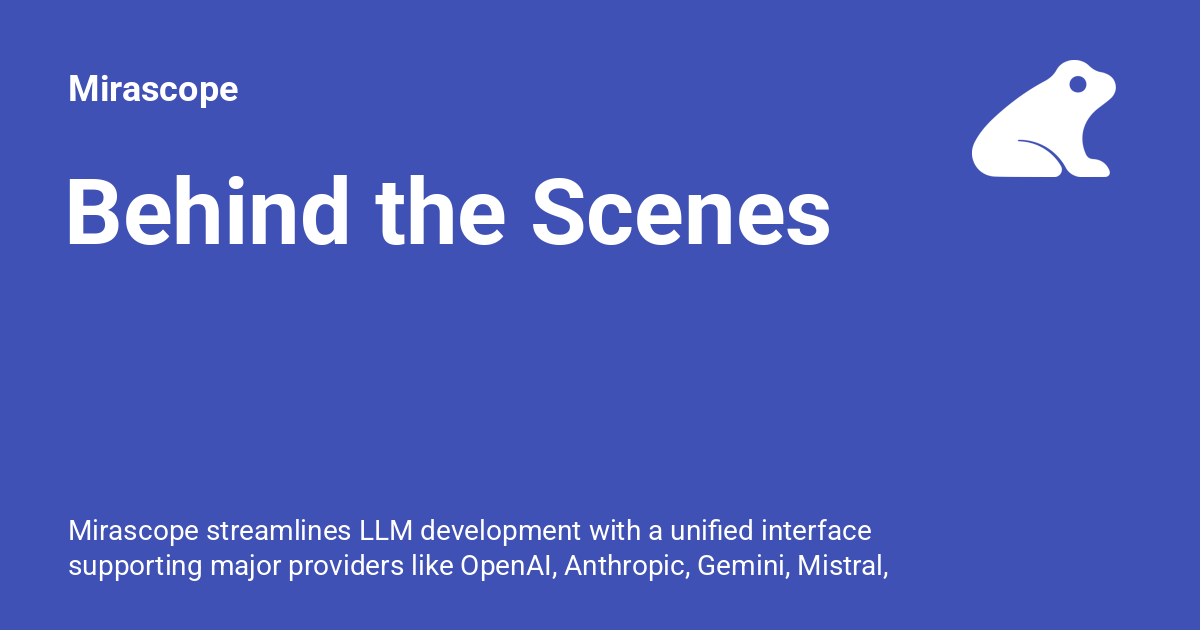 Mirascope
Behind the Scenes
Mirascope streamlines LLM development with a unified interface
supporting major providers like OpenAI, Anthropic, Gemini, Mistral,